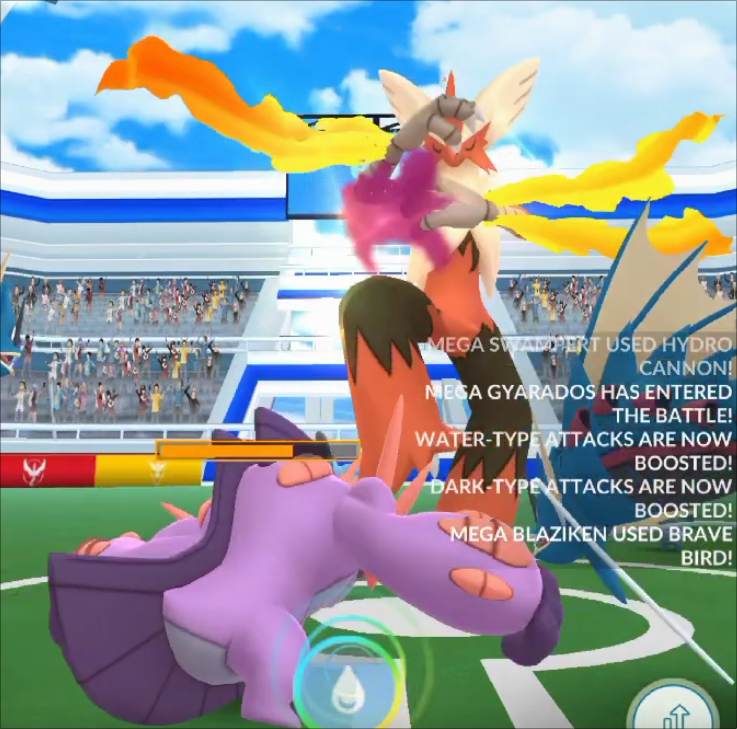 MEGA SWAMPERT USED HYDRO
CANNON!
MEGA GYARADOS HAS ENTERED
THE BATTLE!
WATER-TYPE ATTACKS ARE NOW
BOOSTED!
DARK-TYPE ATTACKS ARE NOW
BOOSTED!
MEGA BLAZIKEN USED BRAVE
BIRD!